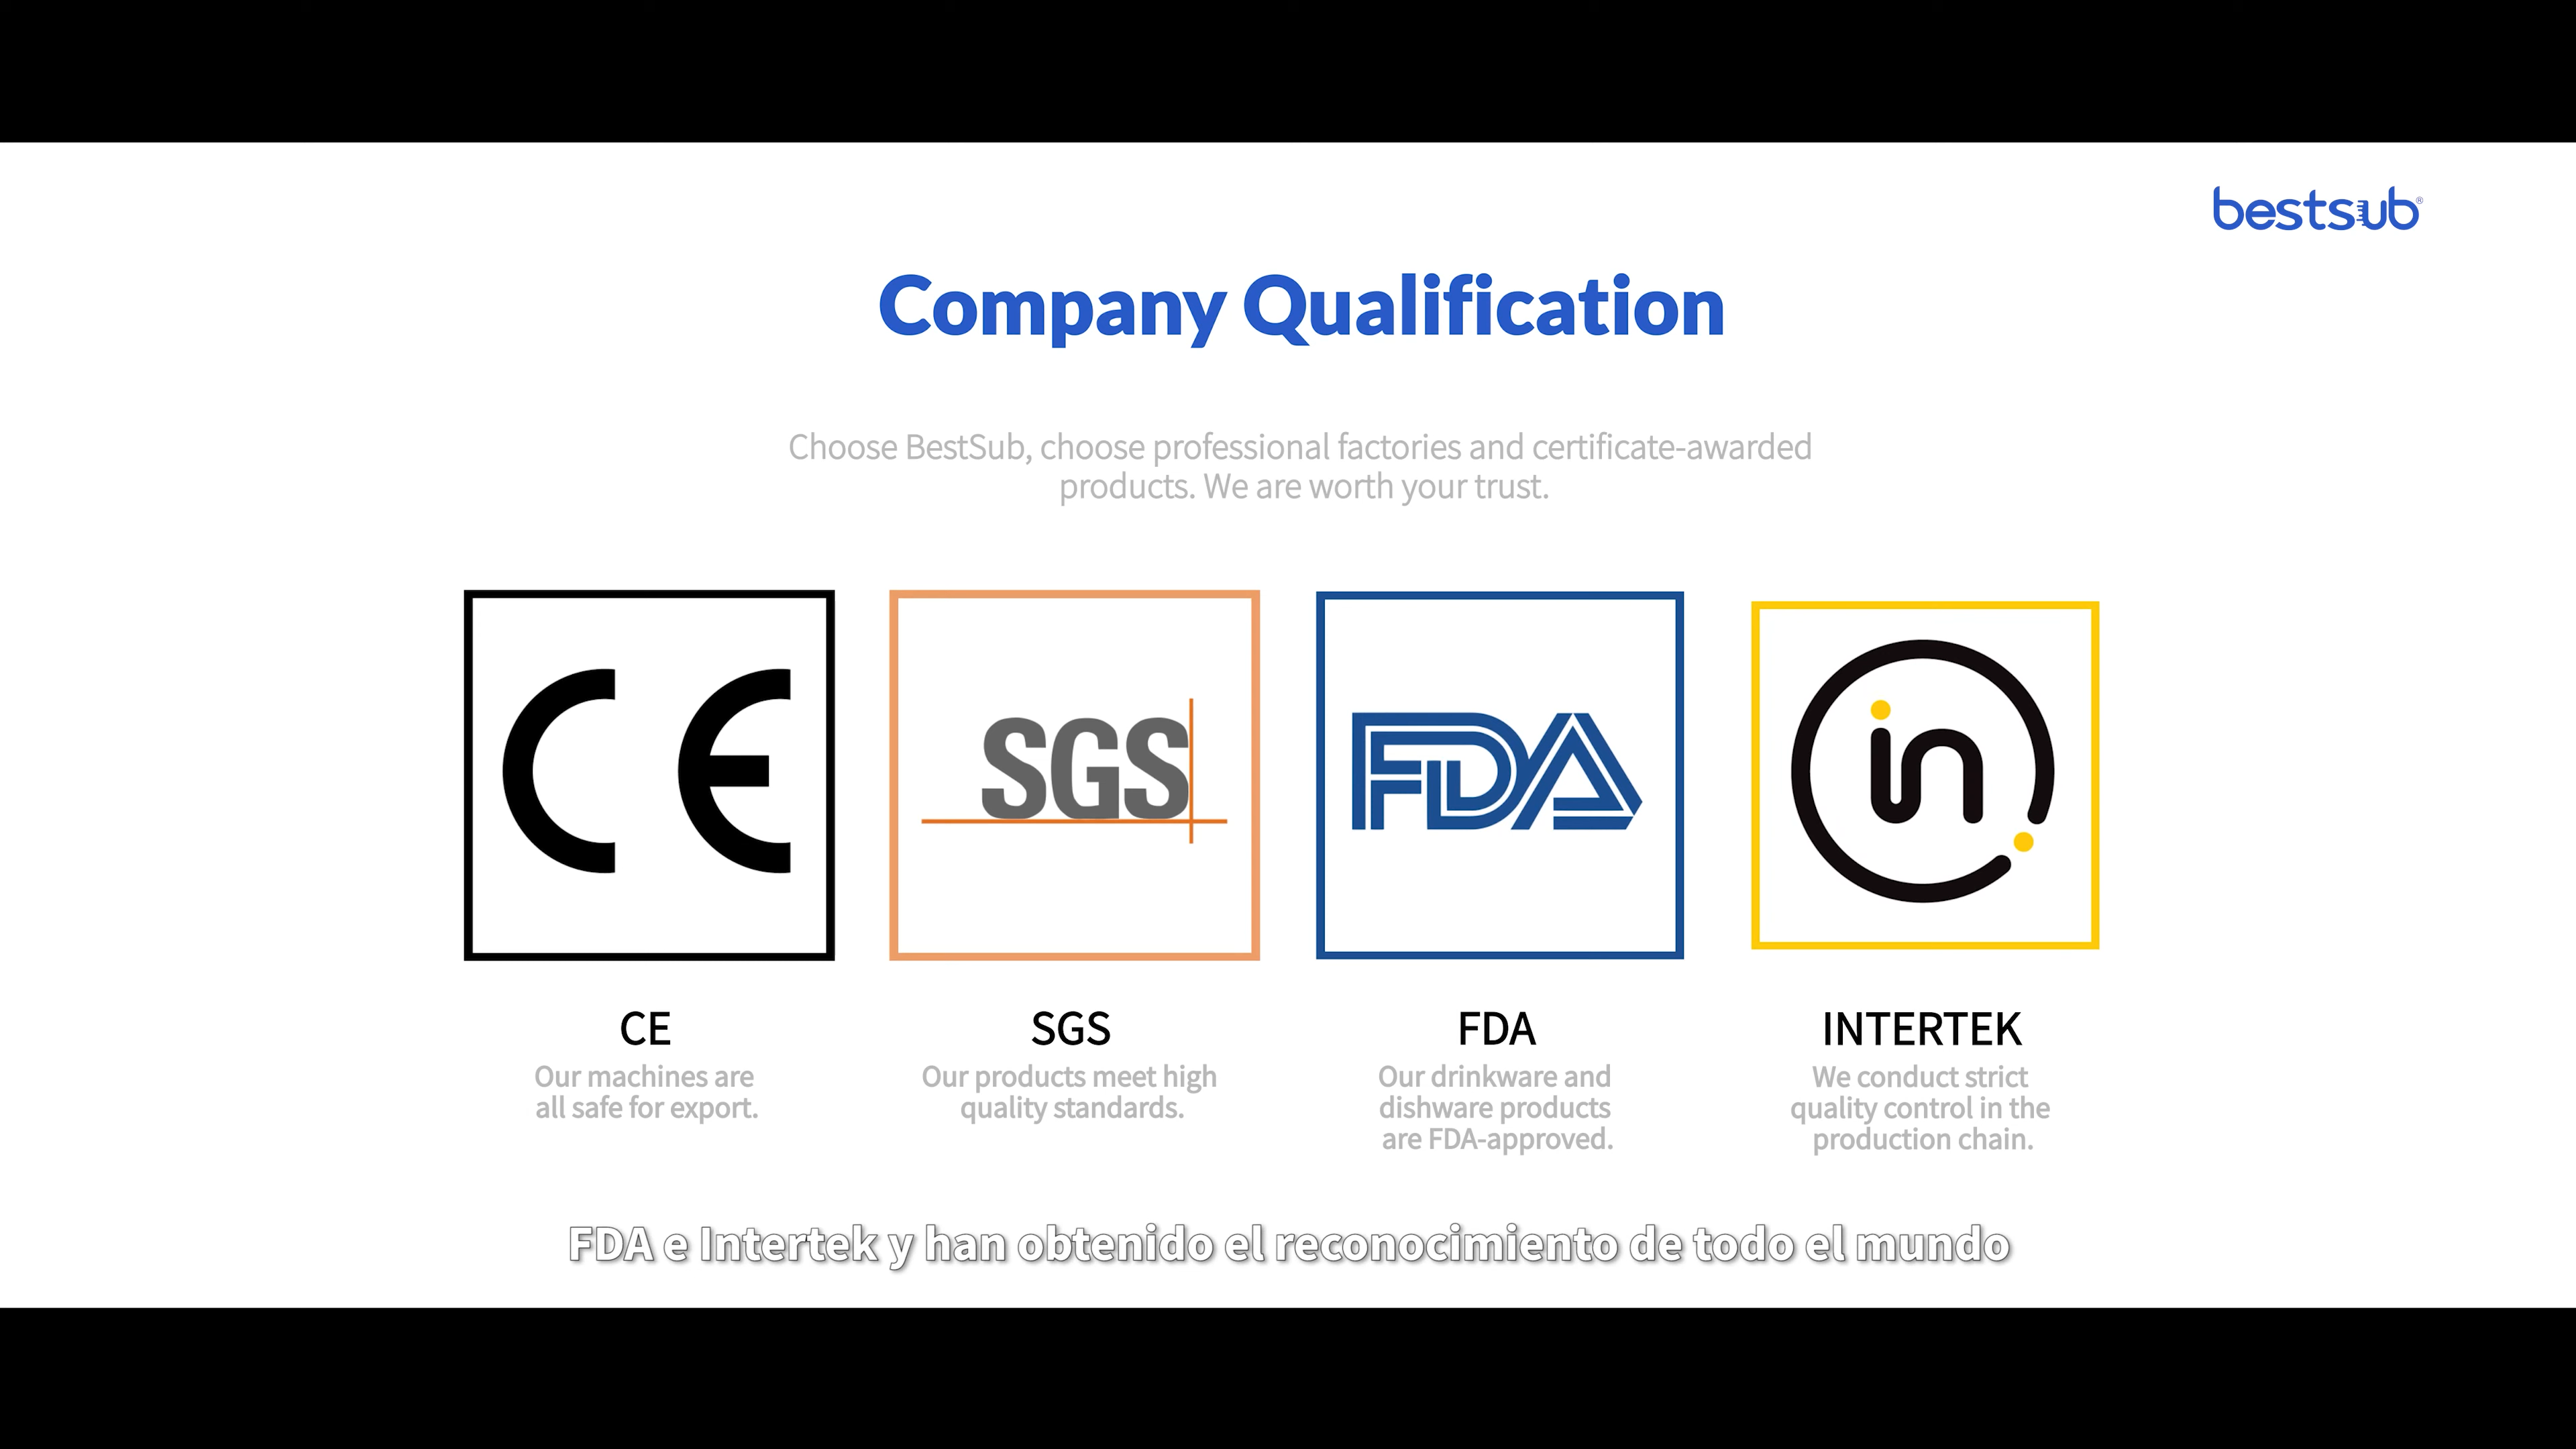 bestsub®
Company Qualification
Choose BestSub, choose professional factories and certificate-awarded
products. We are worth your trust.
CE
SGS
FDA
in
CE
Our machines are
all safe for export.
SGS
Our products meet high
quality standards.
FDA
Our drinkware and
dishware products
are FDA-approved.
INTERTEK
We conduct strict
quality control in the
production chain.
FDA e Intertek y han obtenido el reconocimiento de todo el mundo